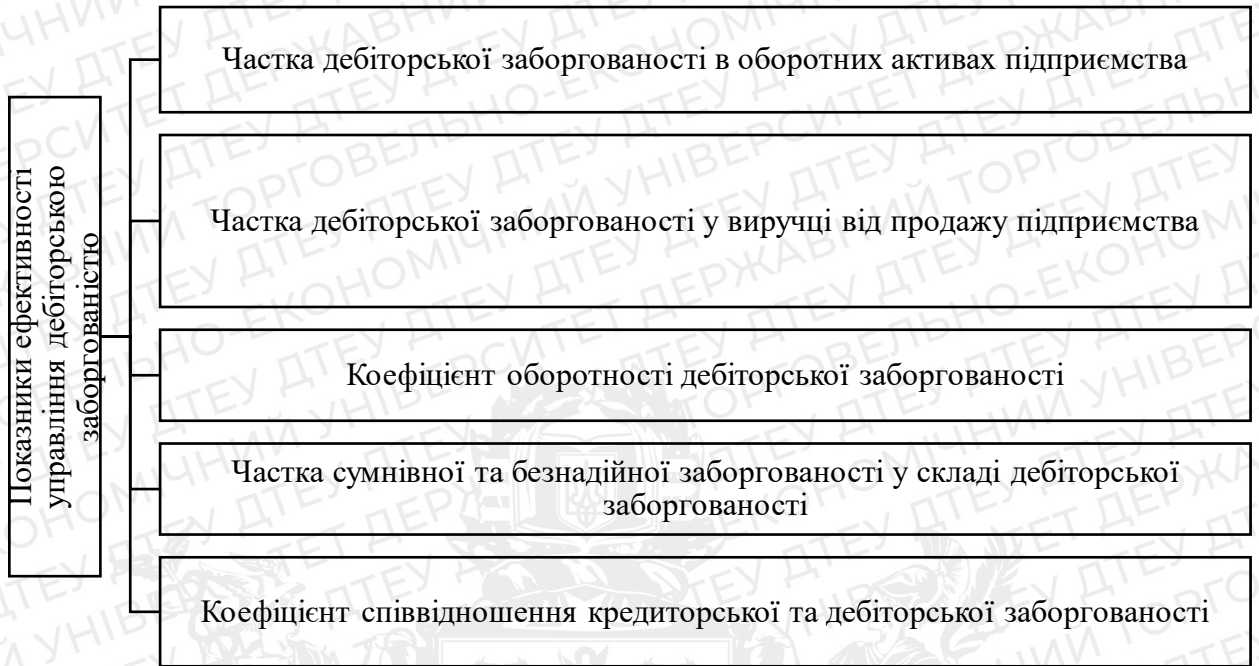 Показники ефективності
управління дебіторською
заборгованістю
Частка дебіторської заборгованості в оборотних активах підприємства
Частка дебіторської заборгованості у виручці від продажу підприємства
Коефіцієнт оборотності дебіторської заборгованості
Частка сумнівної та безнадійної заборгованості у складі дебіторської
заборгованості
Коефіцієнт співвідношення кредиторської та дебіторської заборгованості